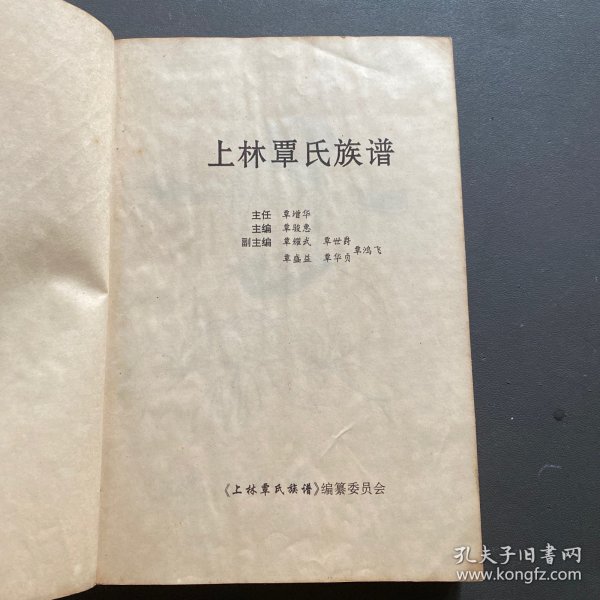 上林覃氏族谱
主任 覃增华
主编 覃骏惠
副主编 覃耀武 覃世爵 覃鸿飞
覃盛益 覃华贞
《上林覃氏族谱》编纂委员会
孔夫子旧书网
www.kongfz.com